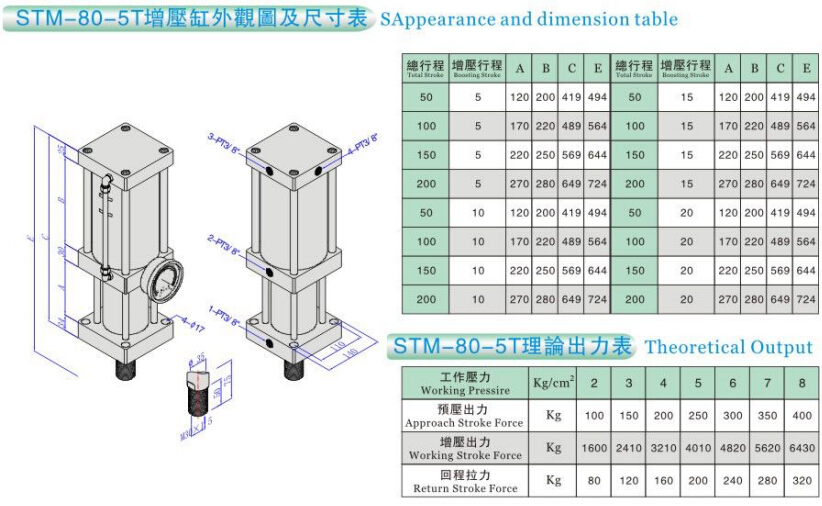 STM-80-5T增壓缸外觀圖及尺寸表 SAppearance and dimension table
總行程 增壓行程 A B C E 總行程 增壓行程 A B C E
Total Stroke Boosting Stroke Total Stroke Boosting Stroke
50 5 120 200 419 494 50 15 120 200 419 494
100 5 170 220 489 564 100 15 170 220 489 564
150 5 220 250 569 644 150 15 220 250 569 644
200 5 270 280 649 724 200 15 270 280 649 724
50 10 120 200 419 494 50 20 120 200 419 494
100 10 170 220 489 564 100 20 170 220 489 564
150 10 220 250 569 644 150 20 220 250 569 644
200 10 270 280 649 724 200 20 270 280 649 724
3-PT3/8"
4-PT3/8"
2-PT3/8"
1-PT3/8"
B
E
C
A
4-Ø17
110
140
Ø 35
50
75
STM-80-5T理論出力表 Theoretical Output
工作壓力 Kg/cm² 2 3 4 5 6 7 8
Working Pressire
預壓出力 Kg 100 150 200 250 300 350 400
Approach Stroke Force
增壓出力 Kg 1600 2410 3210 4010 4820 5620 6430
Working Stroke Force
回程拉力 Kg 80 120 160 200 240 280 320
Return Stroke Force